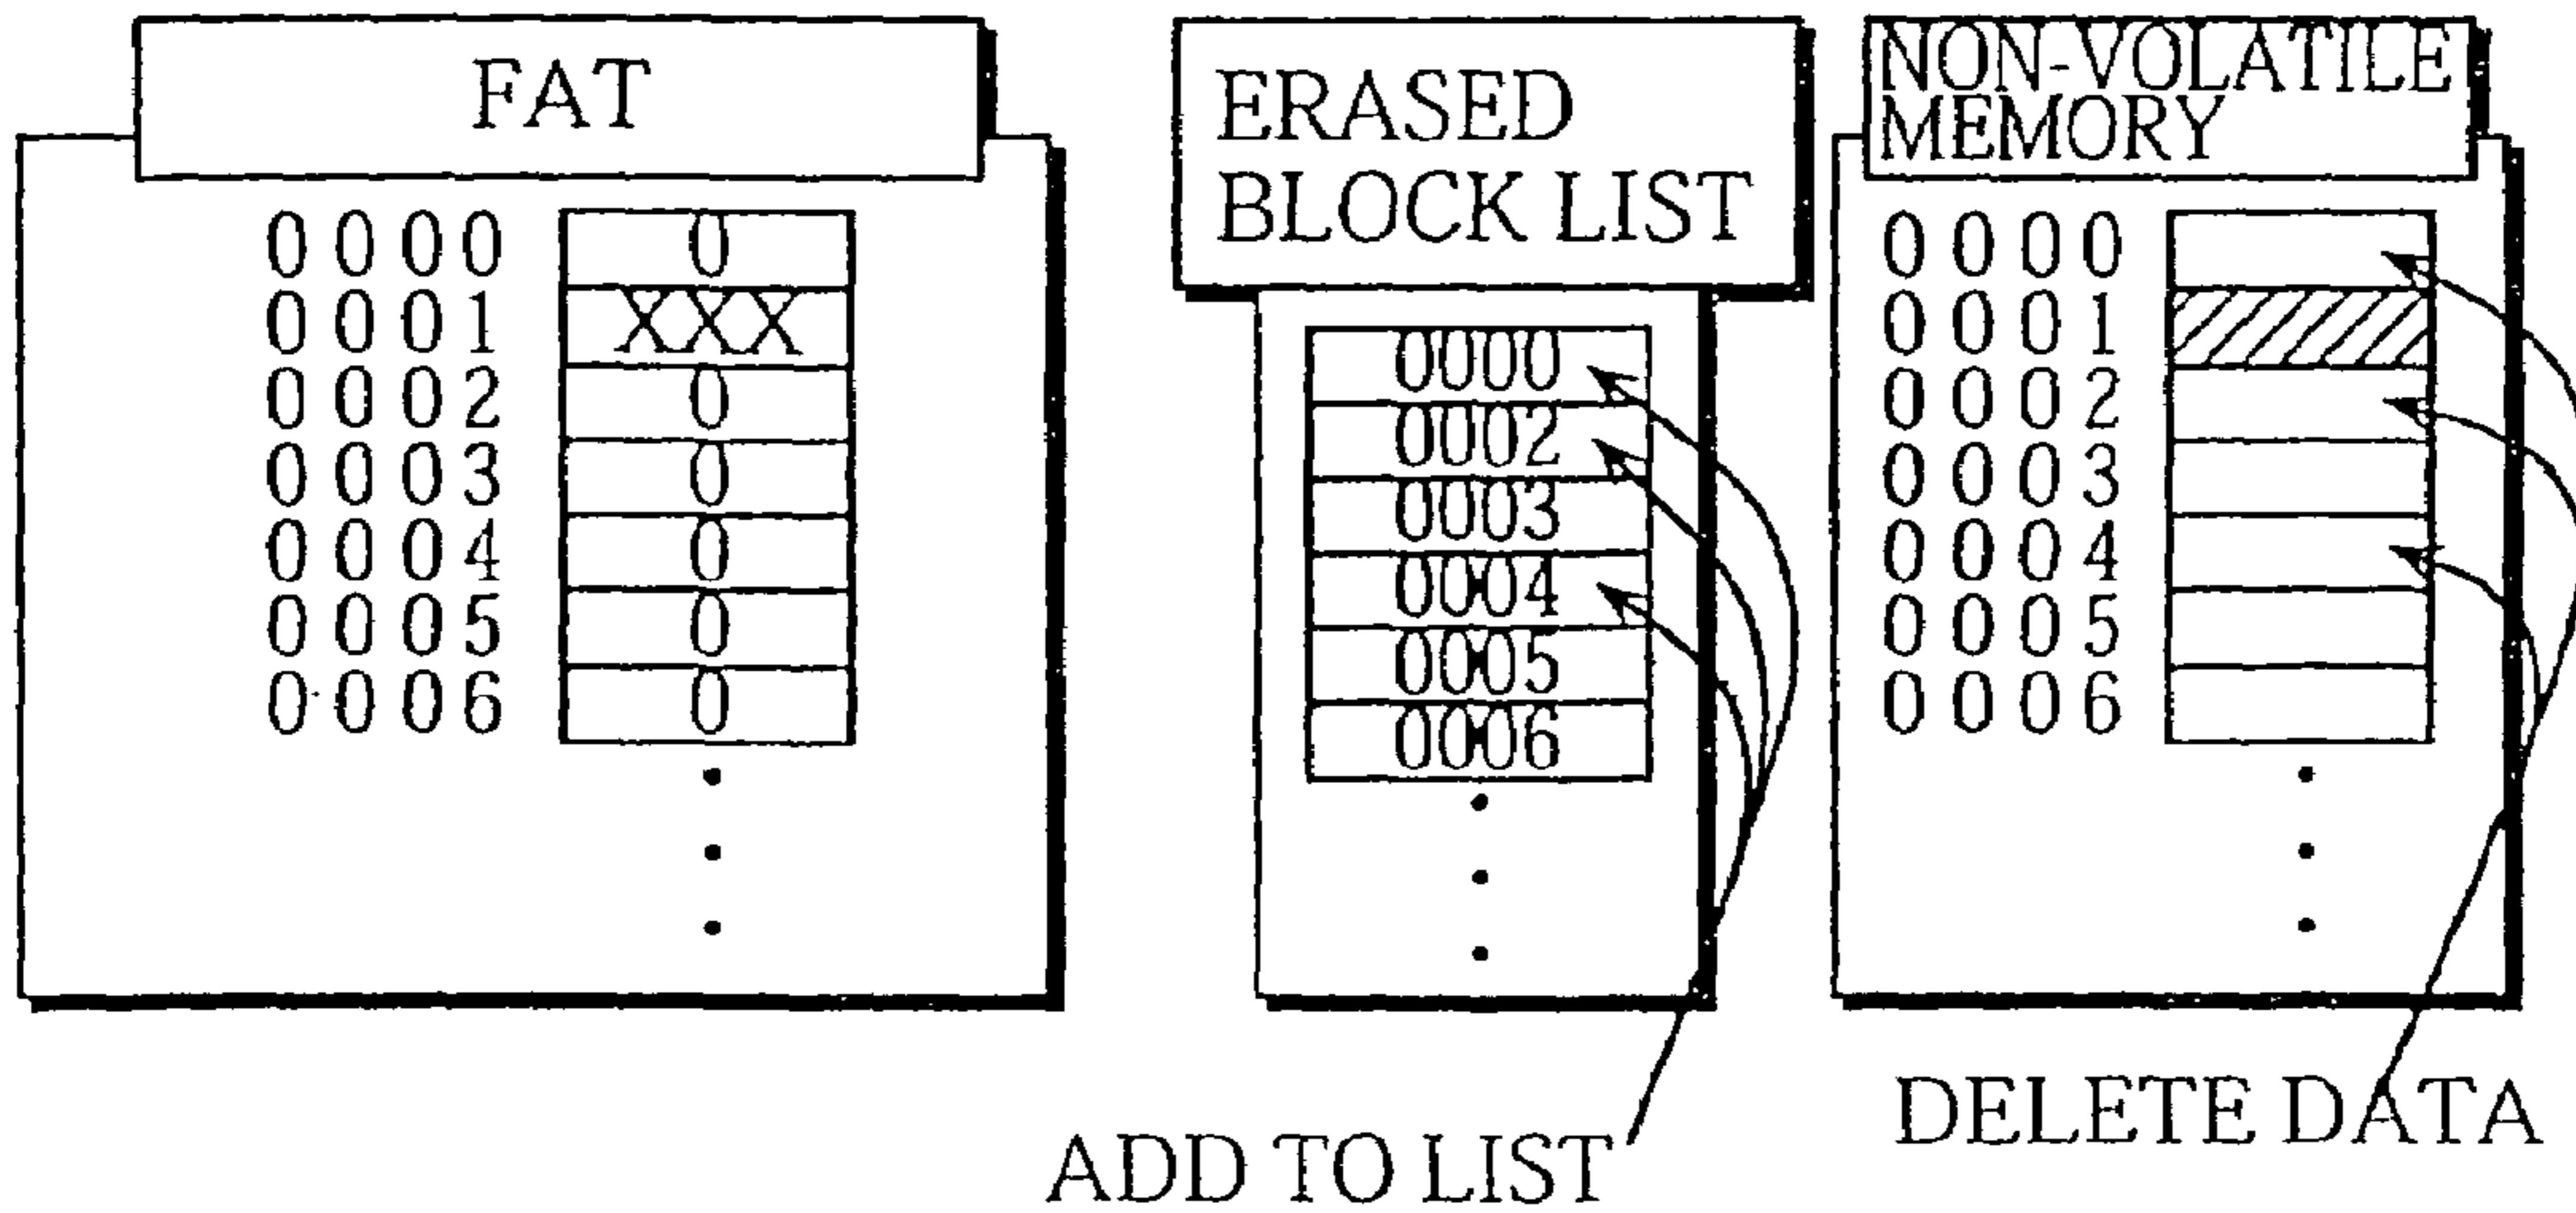 FAT
0000 0
0001 XXX
0002 0
0003 0
0004 0
0005 0
0006 0
ERASED
BLOCK LIST
0000
0002
0003
0004
0005
0006
NON-VOLATILE
MEMORY
0000
0001
0002
0003
0004
0005
0006
ADD TO LIST
DELETE DATA